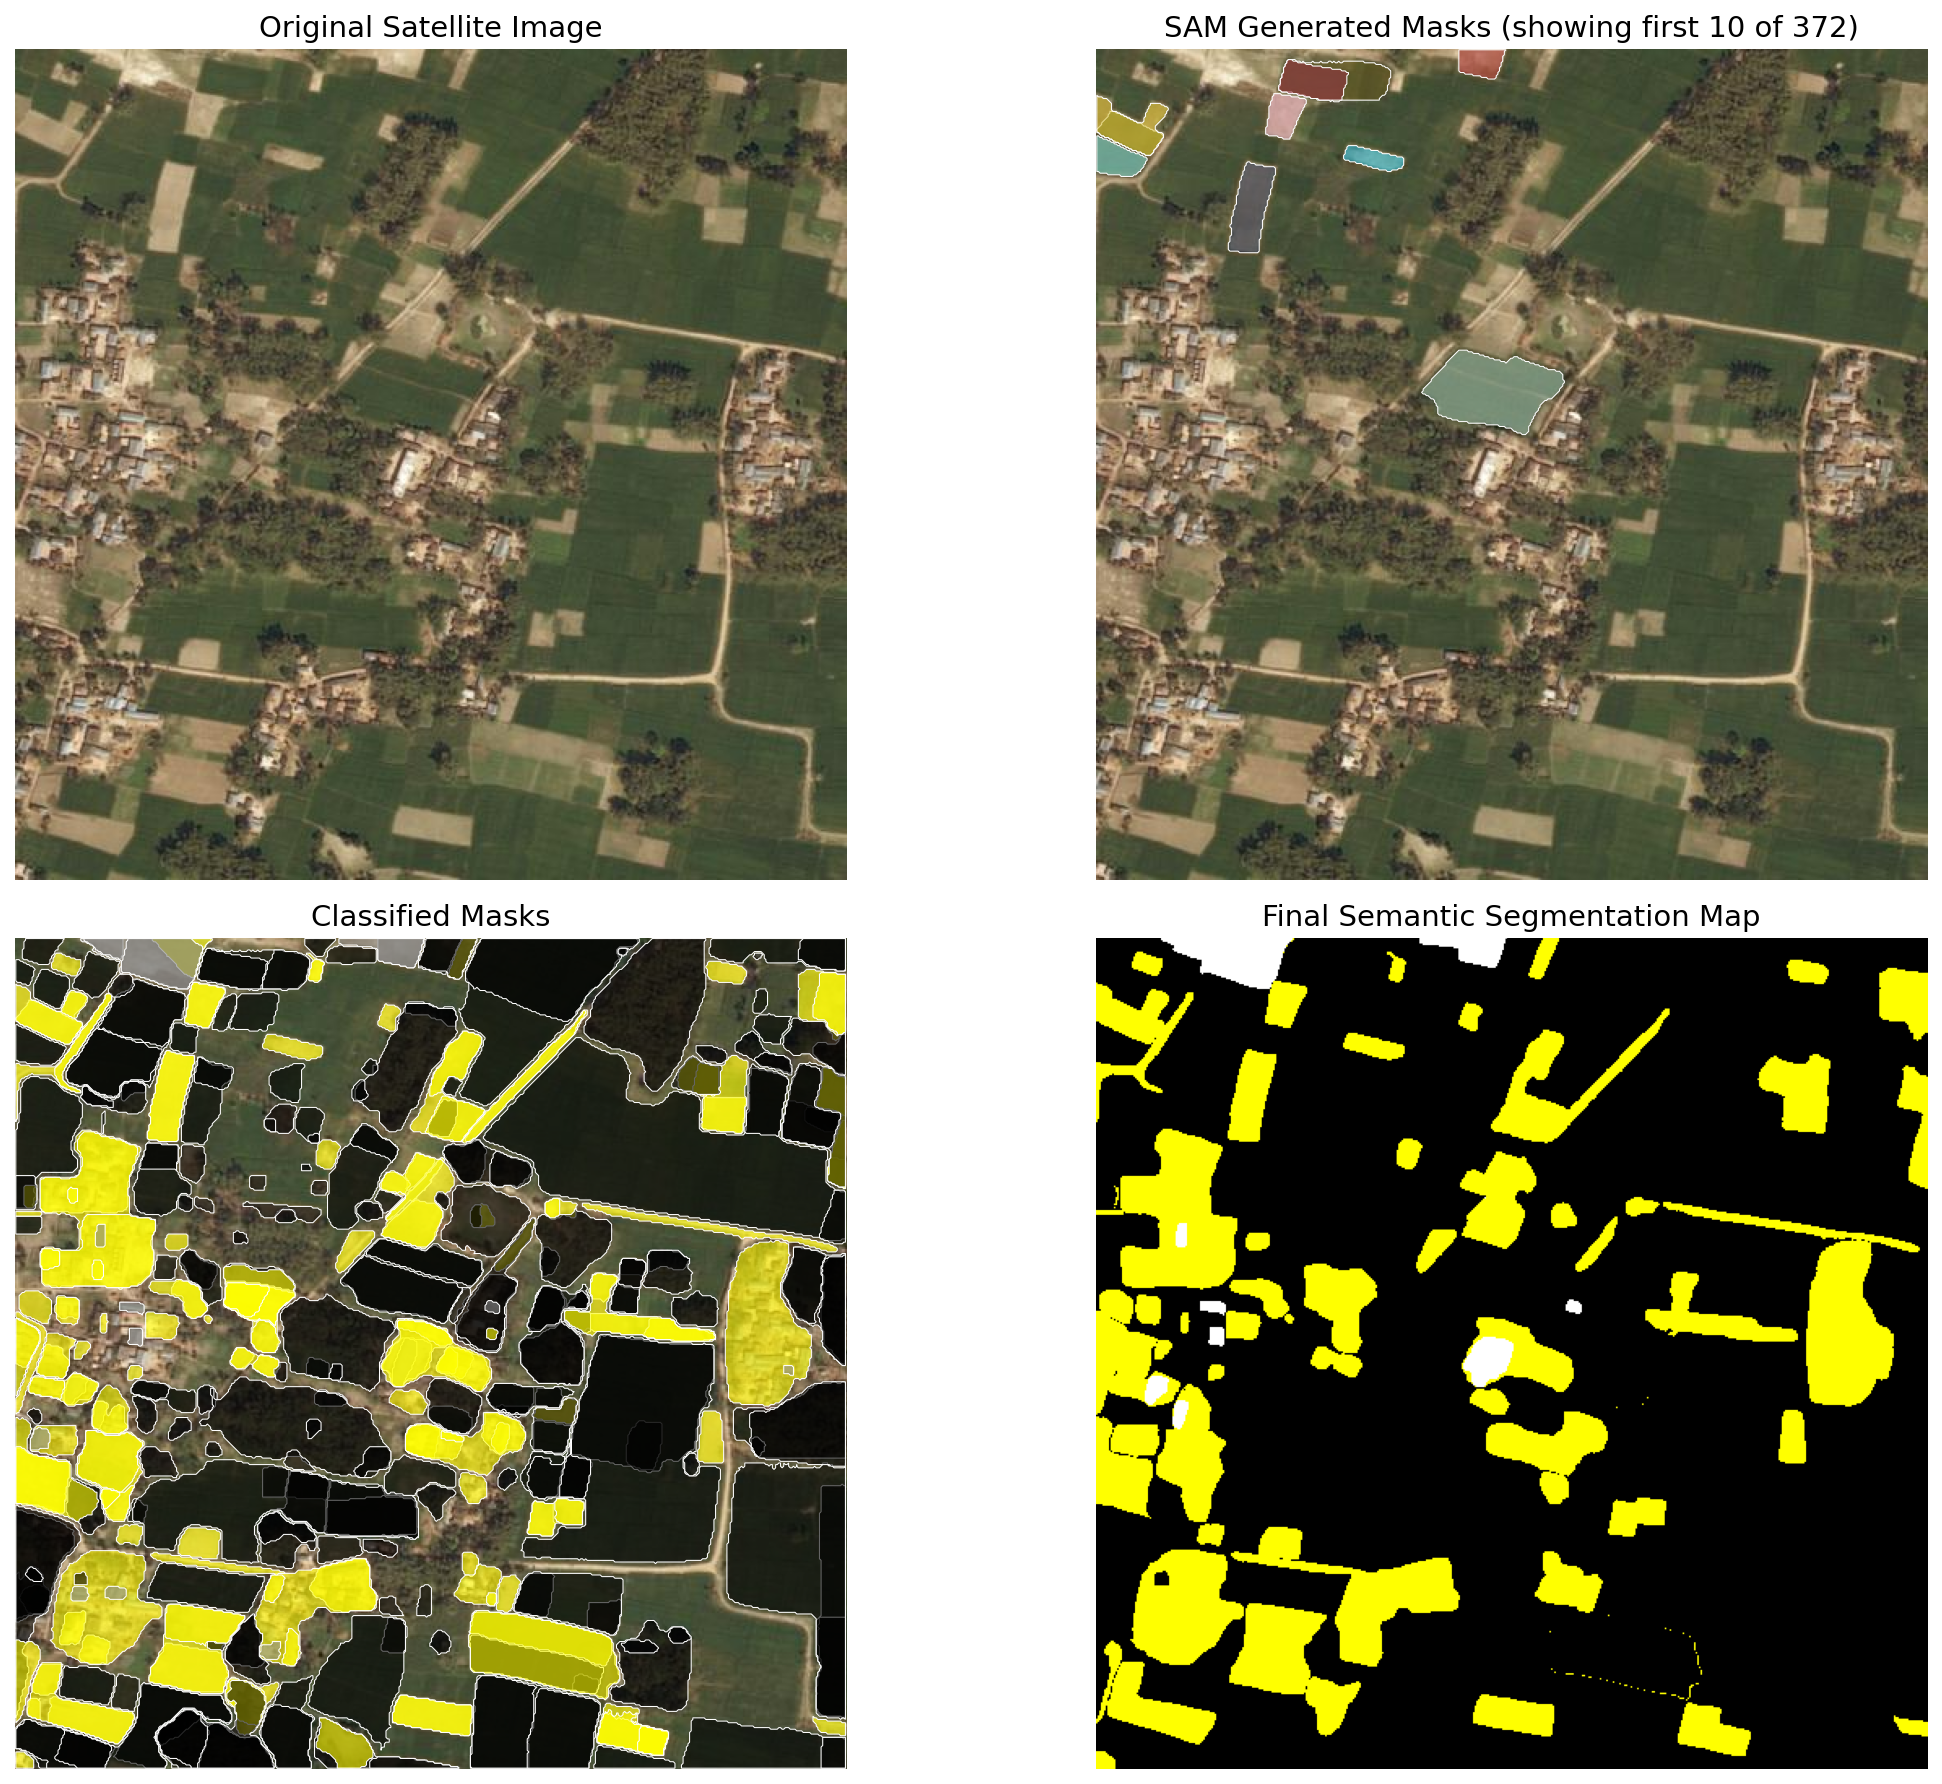 Original Satellite Image
SAM Generated Masks (showing first 10 of 372)
Classified Masks
Final Semantic Segmentation Map